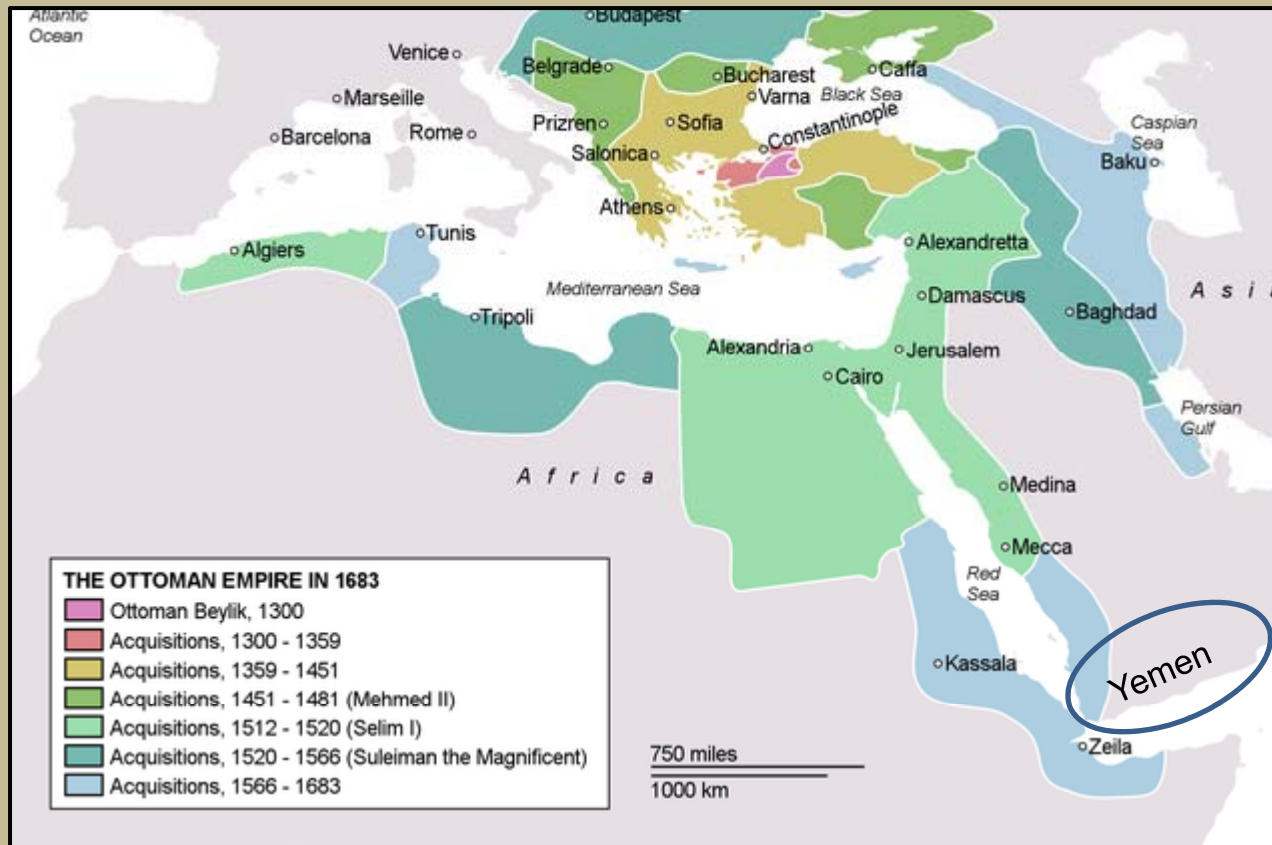 Atlantic
Ocean
Budapest
Venice
Belgrade
Bucharest
Caffa
Marseille
Varna
Black Sea
Barcelona
Rome
Prizren
Sofia
Constantinople
Caspian
Sea
Salonica
Baku
Athens
Algiers
Tunis
Alexandretta
Mediterranean Sea
Damascus
Asi
Tripoli
Baghdad
Alexandria
Jerusalem
Cairo
Persian
Gulf
Africa
Medina
Mecca
Red
Sea
Kassala
Yemen
Zeila
THE OTTOMAN EMPIRE IN 1683
Ottoman Beylik, 1300
Acquisitions, 1300 - 1359
Acquisitions, 1359 - 1451
Acquisitions, 1451 - 1481 (Mehmed II)
Acquisitions, 1512 - 1520 (Selim I)
Acquisitions, 1520 - 1566 (Suleiman the Magnificent)
Acquisitions, 1566 - 1683
750 miles
1000 km